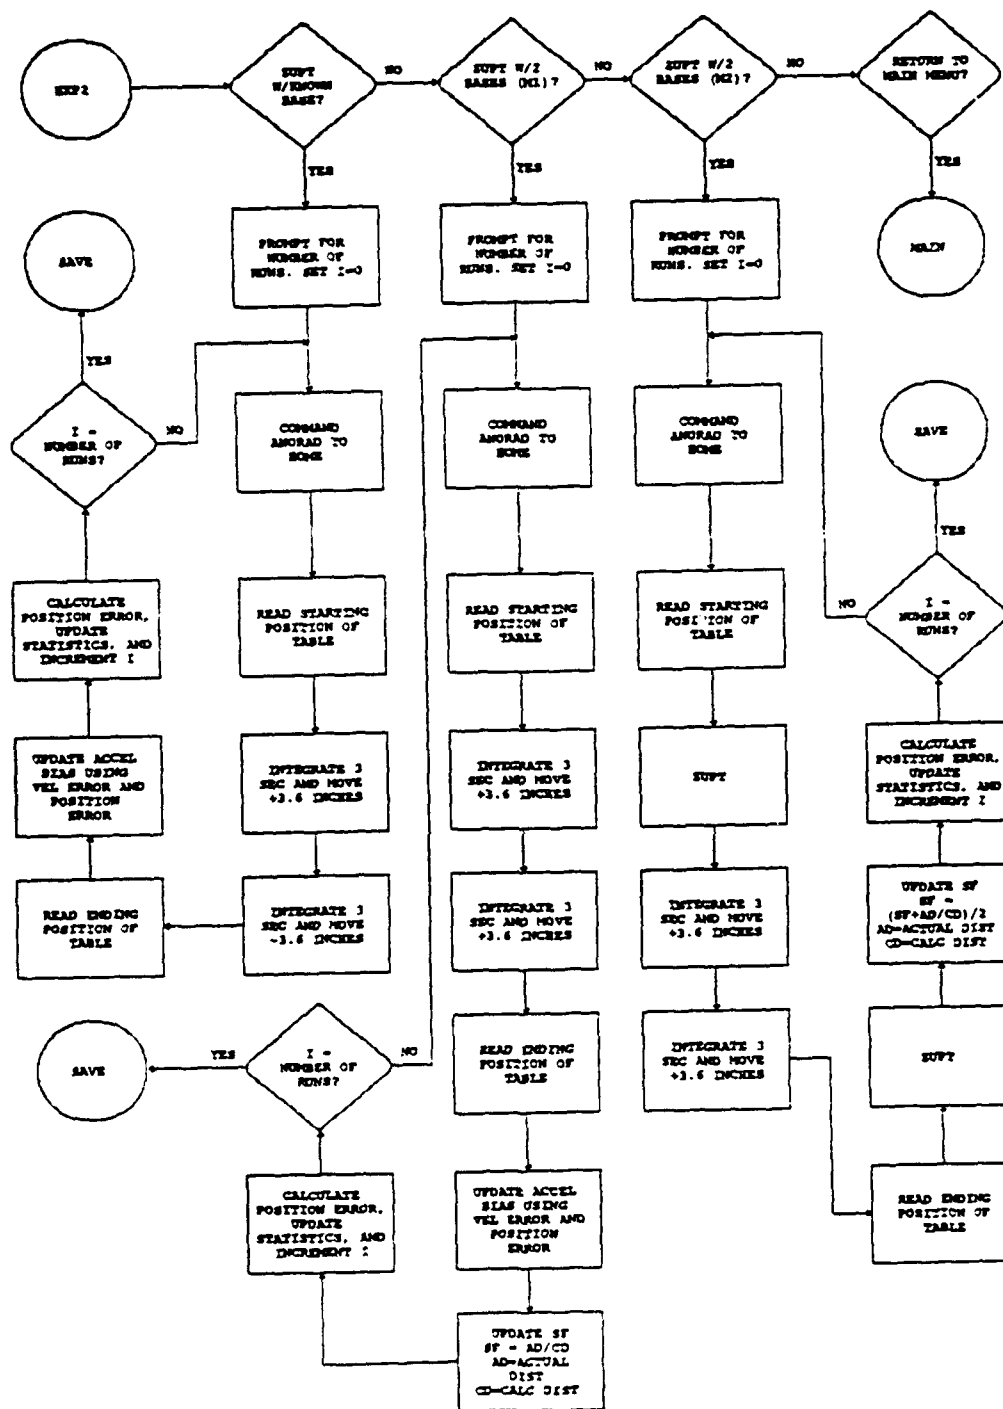 EXP2
SUPT
W/KNOWN
BASE?
NO
SUPT W/2
BASES (M1)?
NO
SUPT W/2
BASES (M2)?
NO
RETURN TO
MAIN MENU?
YES
YES
YES
YES
SAVE
PROMPT FOR
NUMBER OF
RUNS. SET I=0
PROMPT FOR
NUMBER OF
RUNS. SET I=0
PROMPT FOR
NUMBER OF
RUNS. SET I=0
MAIN
YES
I =
NUMBER OF
RUNS?
NO
COMMAND
ANORAD TO
HOME
COMMAND
ANORAD TO
HOME
COMMAND
ANORAD TO
HOME
SAVE
YES
CALCULATE
POSITION ERROR,
UPDATE
STATISTICS, AND
INCREMENT I
READ STARTING
POSITION OF
TABLE
READ STARTING
POSITION OF
TABLE
READ STARTING
POSITION OF
TABLE
NO
I =
NUMBER OF
RUNS?
UPDATE ACCEL
BIAS USING
VEL ERROR AND
POSITION
ERROR
INTEGRATE 3
SEC AND MOVE
+3.6 INCHES
INTEGRATE 3
SEC AND MOVE
+3.6 INCHES
SUPT
CALCULATE
POSITION ERROR,
UPDATE
STATISTICS, AND
INCREMENT I
READ ENDING
POSITION OF
TABLE
INTEGRATE 3
SEC AND MOVE
-3.6 INCHES
INTEGRATE 3
SEC AND MOVE
+3.6 INCHES
INTEGRATE 3
SEC AND MOVE
+3.6 INCHES
UPDATE SF
SF =
(SF+AD/CD)/2
AD=ACTUAL DIST
CD=CALC DIST
SAVE
YES
I =
NUMBER OF
RUNS?
NO
READ ENDING
POSITION OF
TABLE
INTEGRATE 3
SEC AND MOVE
+3.6 INCHES
SUPT
CALCULATE
POSITION ERROR,
UPDATE
STATISTICS, AND
INCREMENT I
UPDATE ACCEL
BIAS USING
VEL ERROR AND
POSITION
ERROR
READ ENDING
POSITION OF
TABLE
UPDATE SF
SF = AD/CD
AD=ACTUAL
DIST
CD=CALC DIST